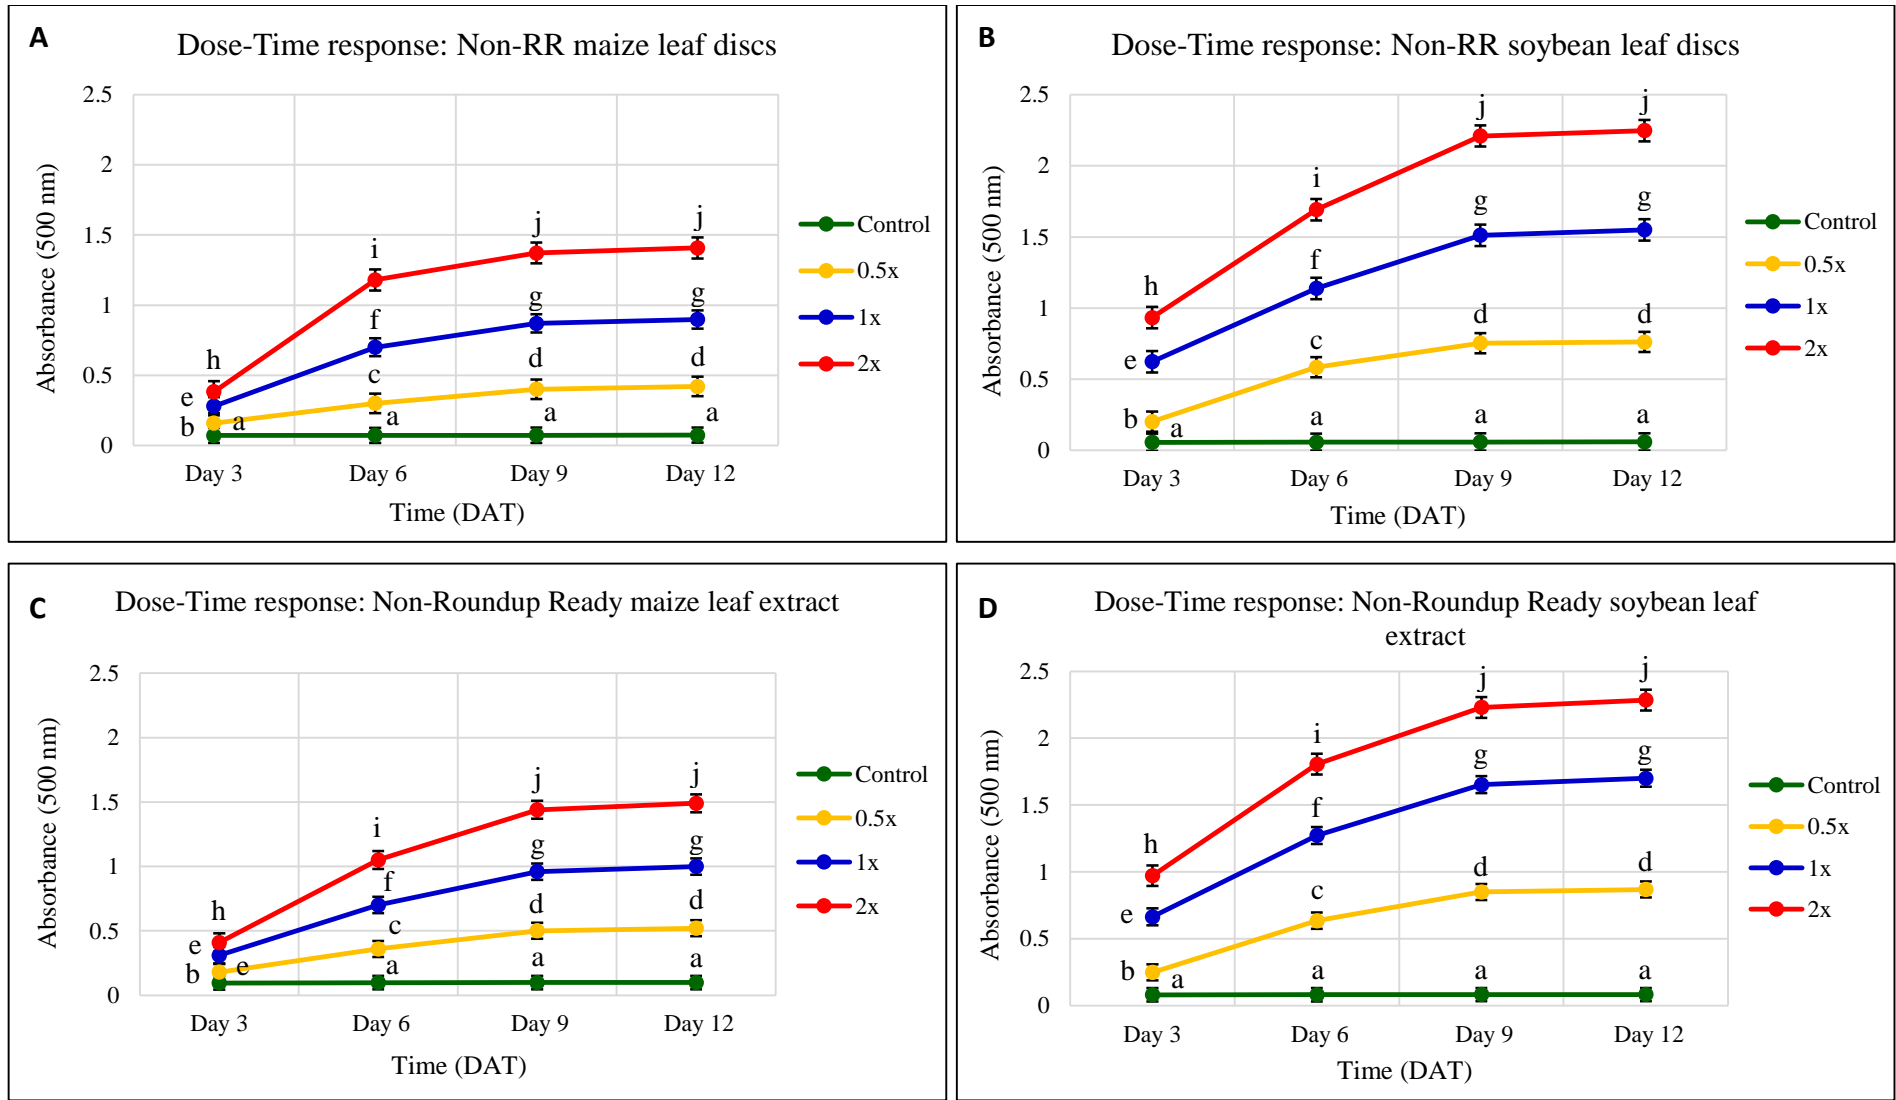 A
Dose-Time response: Non-RR maize leaf discs
2.5
2
1.5
1
0.5
0
Absorbance (500 nm)
h
e
b
a
i
f
c
a
j
g
d
a
j
g
d
a
Day 3
Day 6
Day 9
Day 12
Time (DAT)
Control
0.5x
1x
2x
B
Dose-Time response: Non-RR soybean leaf discs
2.5
2
1.5
1
0.5
0
Absorbance (500 nm)
h
e
b
a
i
f
c
a
j
g
d
a
j
g
d
a
Day 3
Day 6
Day 9
Day 12
Time (DAT)
Control
0.5x
1x
2x
C
Dose-Time response: Non-Roundup Ready maize leaf extract
2.5
2
1.5
1
0.5
0
Absorbance (500 nm)
h
e
b
e
i
f
c
a
j
g
d
a
j
g
d
a
Day 3
Day 6
Day 9
Day 12
Time (DAT)
Control
0.5x
1x
2x
D
Dose-Time response: Non-Roundup Ready soybean leaf
extract
2.5
2
1.5
1
0.5
0
Absorbance (500 nm)
h
e
b
a
i
f
c
a
j
g
d
a
j
g
d
a
Day 3
Day 6
Day 9
Day 12
Time (DAT)
Control
0.5x
1x
2x